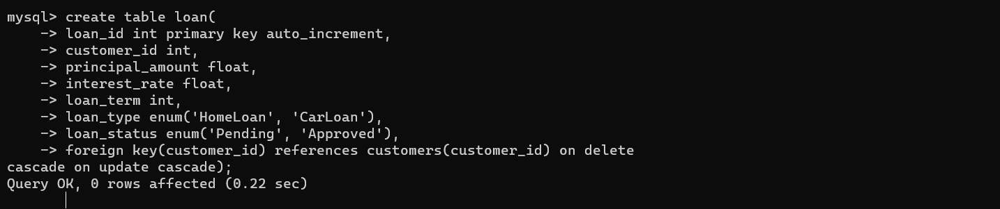 mysql> create table loan(
    -> loan_id int primary key auto_increment,
    -> customer_id int,
    -> principal_amount float,
    -> interest_rate float,
    -> loan_term int,
    -> loan_type enum('HomeLoan', 'CarLoan'),
    -> loan_status enum('Pending', 'Approved'),
    -> foreign key(customer_id) references customers(customer_id) on delete
cascade on update cascade);
Query OK, 0 rows affected (0.22 sec)